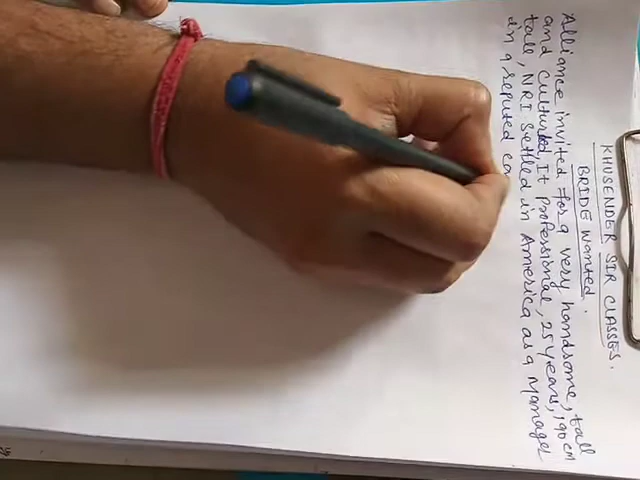 KHUSENDER SIR CLASSES.
BRIDE wanted.
Alliance invited for a very handsome, tall
and cultured, It professional, 25 years, 190 cm
tall, NRI settled in America as a Manager
in a reputed co